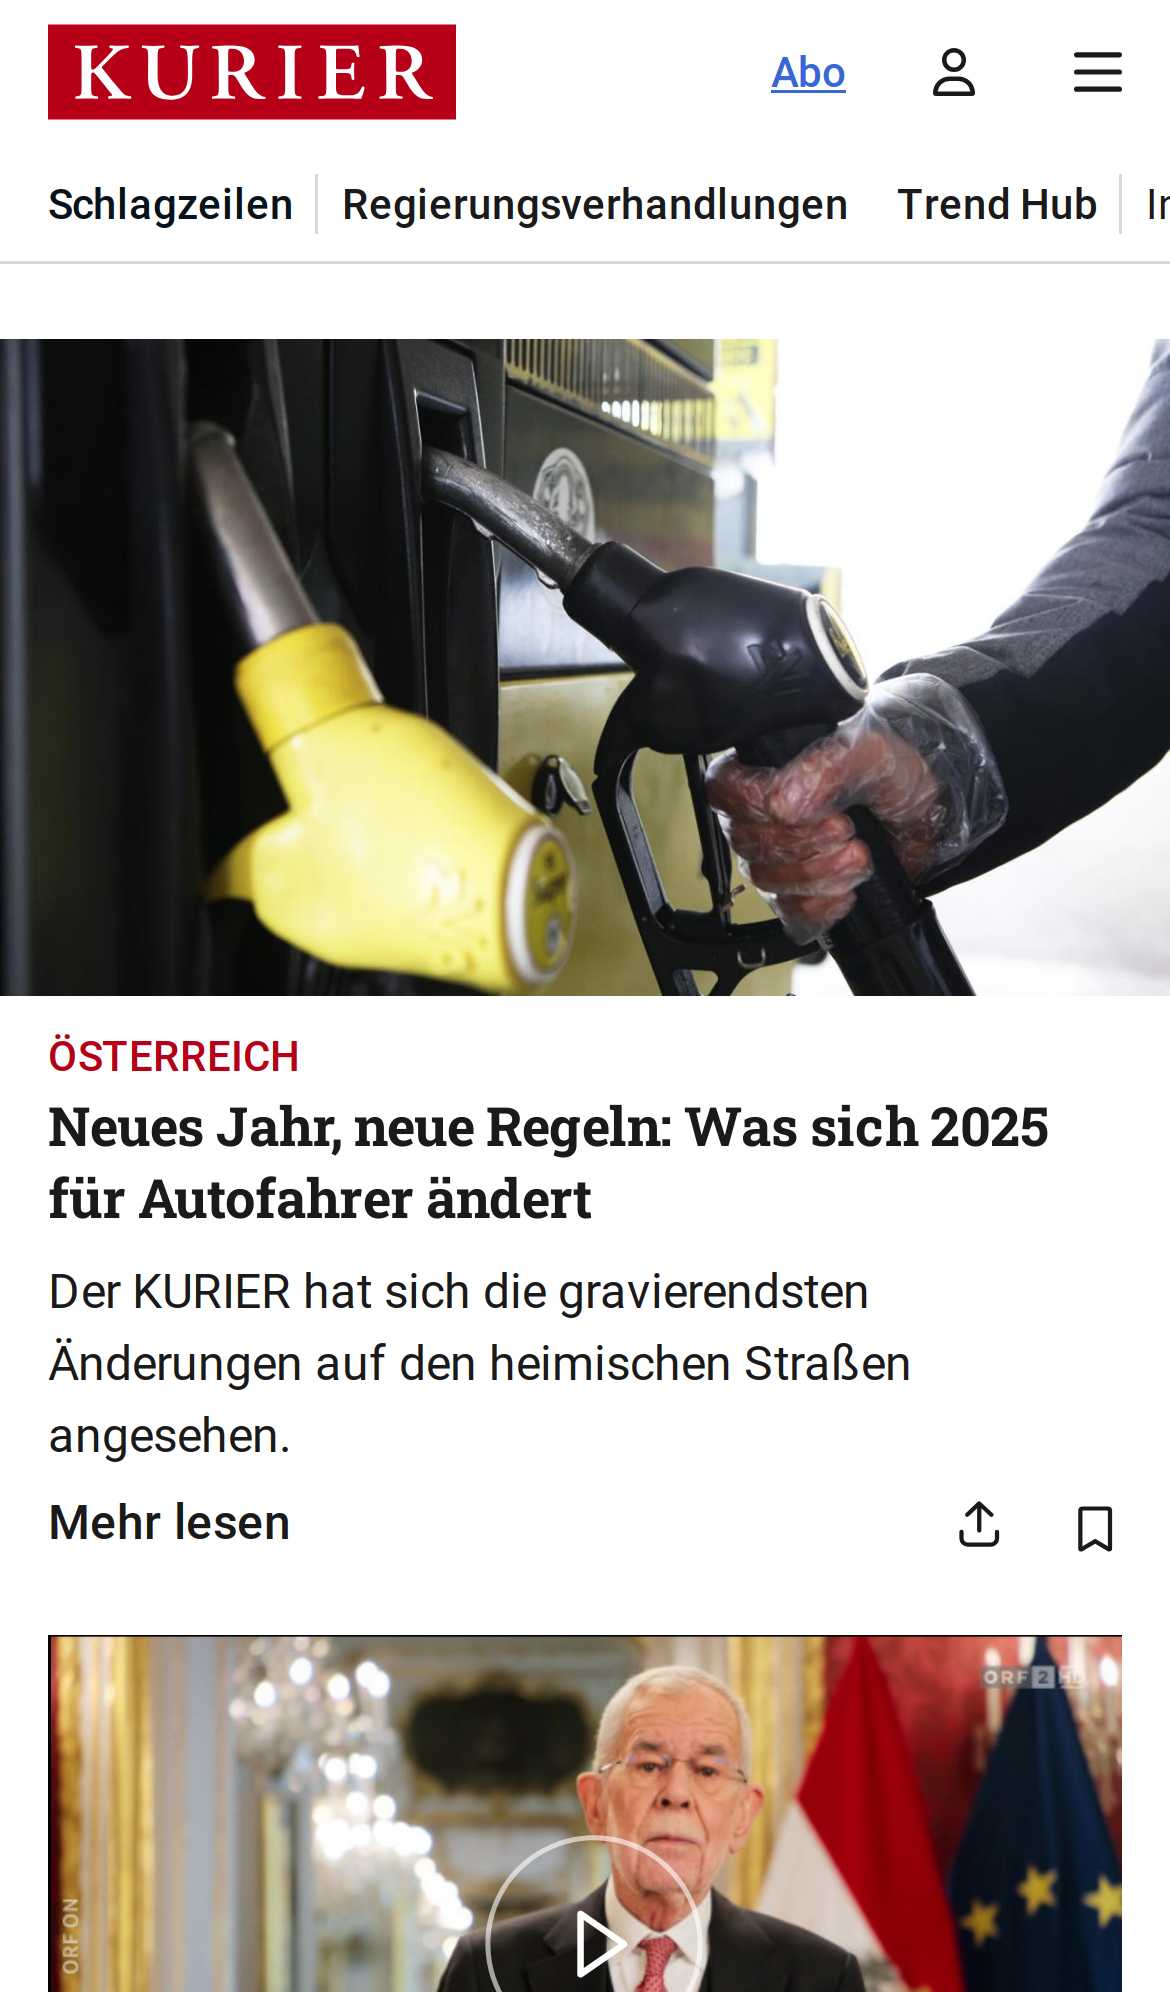 KURIER
Abo
Schlagzeilen
Regierungsverhandlungen
Trend Hub
ÖSTERREICH
Neues Jahr, neue Regeln: Was sich 2025
für Autofahrer ändert
Der KURIER hat sich die gravierendsten
Änderungen auf den heimischen Straßen
angesehen.
Mehr lesen
ORF 2 HD
ORF ON